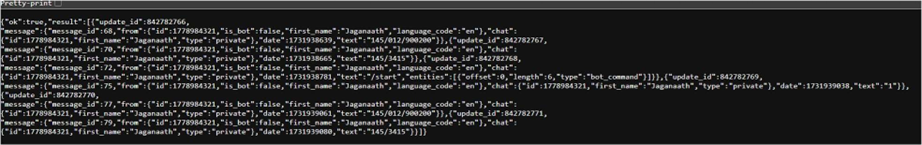 Pretty-print
{"ok":true,"result":[{"update_id":842782766,
"message":{"message_id":68,"from":{"id":1778984321,"is_bot":false,"first_name":"Jaganaath","language_code":"en"},"chat":
{"id":1778984321,"first_name":"Jaganaath","type":"private"},"date":1731938639,"text":"145/012/900200"}},{"update_id":842782767,
"message":{"message_id":70,"from":{"id":1778984321,"is_bot":false,"first_name":"Jaganaath","language_code":"en"},"chat":
{"id":1778984321,"first_name":"Jaganaath","type":"private"},"date":1731938665,"text":"145/3415"}},{"update_id":842782768,
"message":{"message_id":72,"from":{"id":1778984321,"is_bot":false,"first_name":"Jaganaath","language_code":"en"},"chat":
{"id":1778984321,"first_name":"Jaganaath","type":"private"},"date":1731938781,"text":"/start","entities":[{"offset":0,"length":6,"type":"bot_command"}]}},{"update_id":842782769,
"message":{"message_id":75,"from":{"id":1778984321,"is_bot":false,"first_name":"Jaganaath","language_code":"en"},"chat":{"id":1778984321,"first_name":"Jaganaath","type":"private"},"date":1731939038,"text":"1"}},
{"update_id":842782770,
"message":{"message_id":77,"from":{"id":1778984321,"is_bot":false,"first_name":"Jaganaath","language_code":"en"},"chat":
{"id":1778984321,"first_name":"Jaganaath","type":"private"},"date":1731939061,"text":"145/012/900200"}},{"update_id":842782771,
"message":{"message_id":79,"from":{"id":1778984321,"is_bot":false,"first_name":"Jaganaath","language_code":"en"},"chat":
{"id":1778984321,"first_name":"Jaganaath","type":"private"},"date":1731939080,"text":"145/3415"}}]}